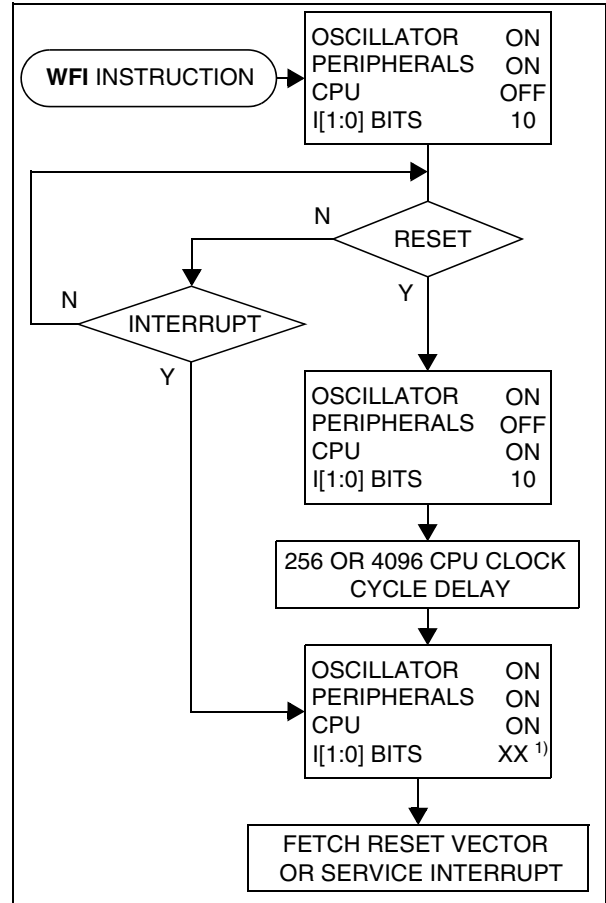 WFI INSTRUCTION
OSCILLATOR ON
PERIPHERALS ON
CPU OFF
I[1:0] BITS 10
N
RESET
Y
N
INTERRUPT
Y
OSCILLATOR ON
PERIPHERALS OFF
CPU ON
I[1:0] BITS 10
256 OR 4096 CPU CLOCK
CYCLE DELAY
OSCILLATOR ON
PERIPHERALS ON
CPU ON
I[1:0] BITS XX 1)
FETCH RESET VECTOR
OR SERVICE INTERRUPT